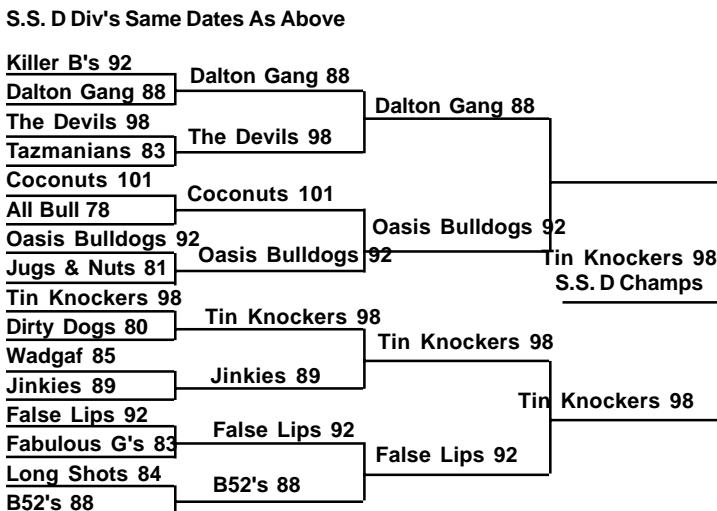 S.S. D Div's Same Dates As Above
Killer B's 92
Dalton Gang 88
The Devils 98
Tazmanians 83
Coconuts 101
All Bull 78
Oasis Bulldogs 92
Jugs & Nuts 81
Tin Knockers 98
Dirty Dogs 80
Wadgaf 85
Jinkies 89
False Lips 92
Fabulous G's 83
Long Shots 84
B52's 88
Dalton Gang 88
The Devils 98
Coconuts 101
Oasis Bulldogs 92
Tin Knockers 98
Jinkies 89
False Lips 92
B52's 88
Dalton Gang 88
Oasis Bulldogs 92
Tin Knockers 98
False Lips 92
Tin Knockers 98
Tin Knockers 98
S.S. D Champs